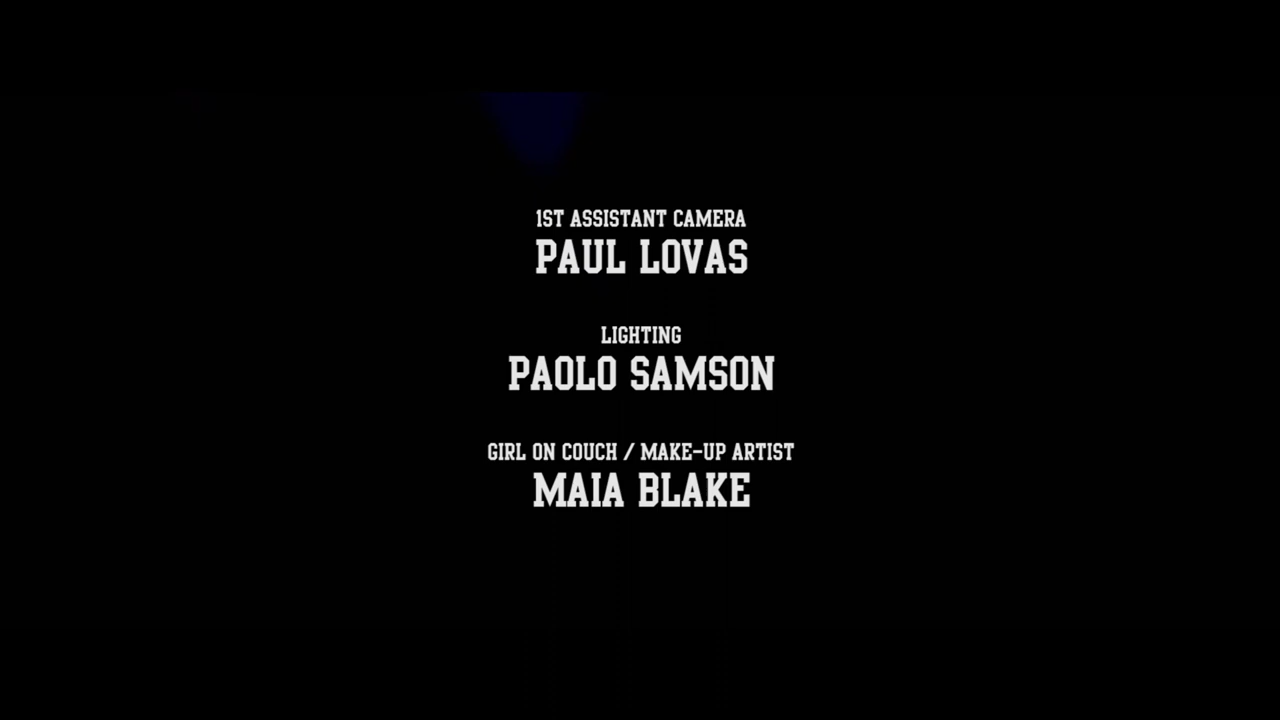 1ST ASSISTANT CAMERA
PAUL LOVAS
LIGHTING
PAOLO SAMSON
GIRL ON COUCH / MAKE-UP ARTIST
MAIA BLAKE